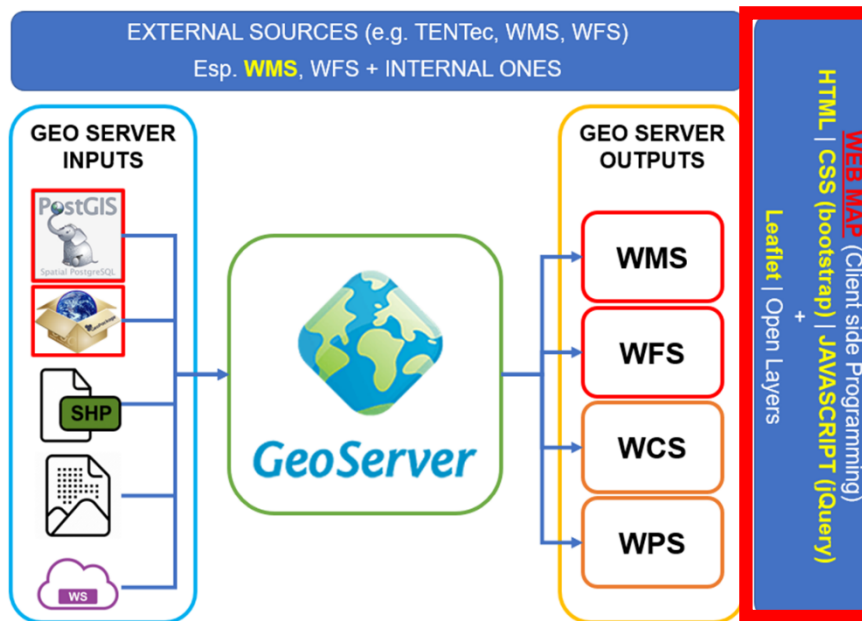 EXTERNAL SOURCES (e.g. TENTec, WMS, WFS)
Esp. WMS, WFS + INTERNAL ONES
GEO SERVER
INPUTS
PostGIS
Spatial PostgreSQL
SHP
WS
GeoServer
GEO SERVER
OUTPUTS
WMS
WFS
WCS
WPS
WEB MAP (Client side Programming)
HTML | CSS (bootstrap) | JAVASCRIPT (jQuery)
+
Leaflet | Open Layers